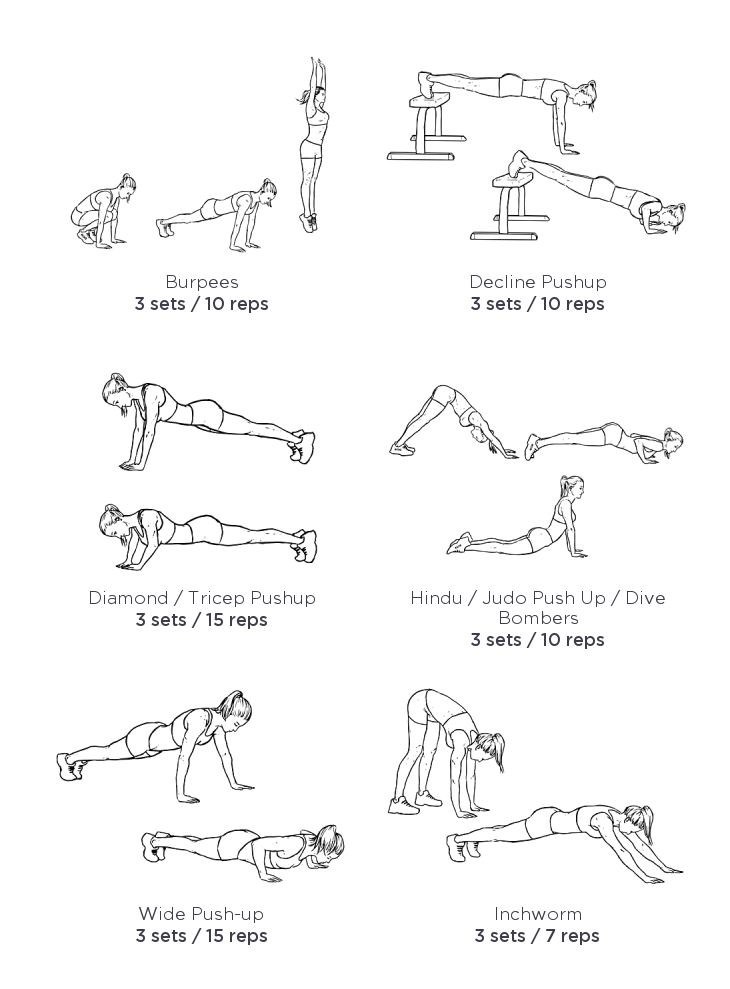 Burpees
3 sets / 10 reps
Decline Pushup
3 sets / 10 reps
Diamond / Tricep Pushup
3 sets / 15 reps
Hindu / Judo Push Up / Dive
Bombers
3 sets / 10 reps
Wide Push-up
3 sets / 15 reps
Inchworm
3 sets / 7 reps